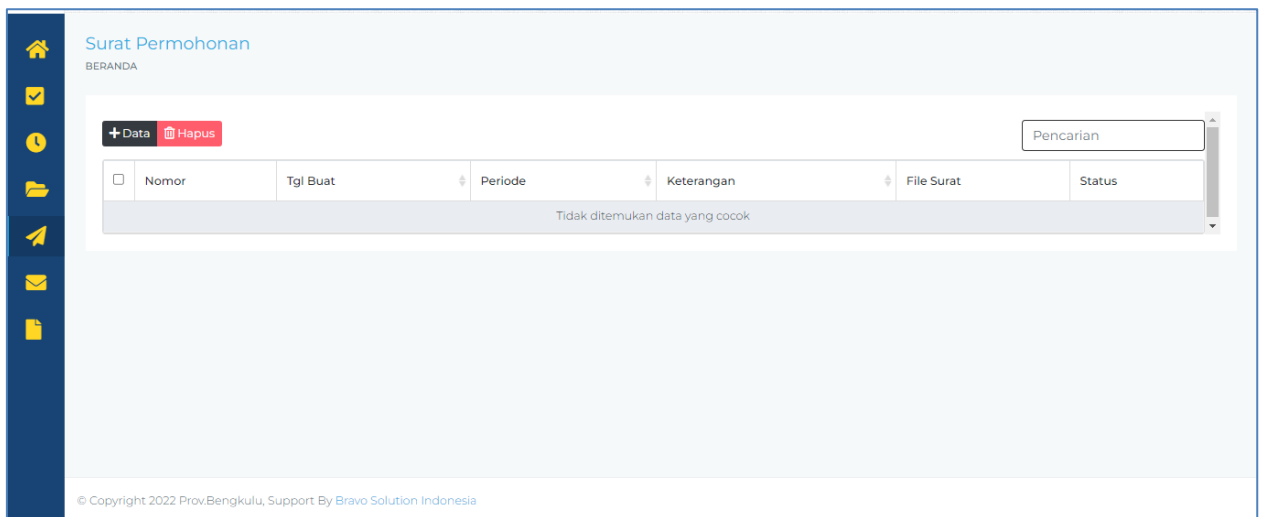 Surat Permohonan
BERANDA
Data Hapus
Pencarian
Nomor Tgl Buat Periode Keterangan File Surat Status
Tidak ditemukan data yang cocok
© Copyright 2022 Prov.Bengkulu, Support By Bravo Solution Indonesia